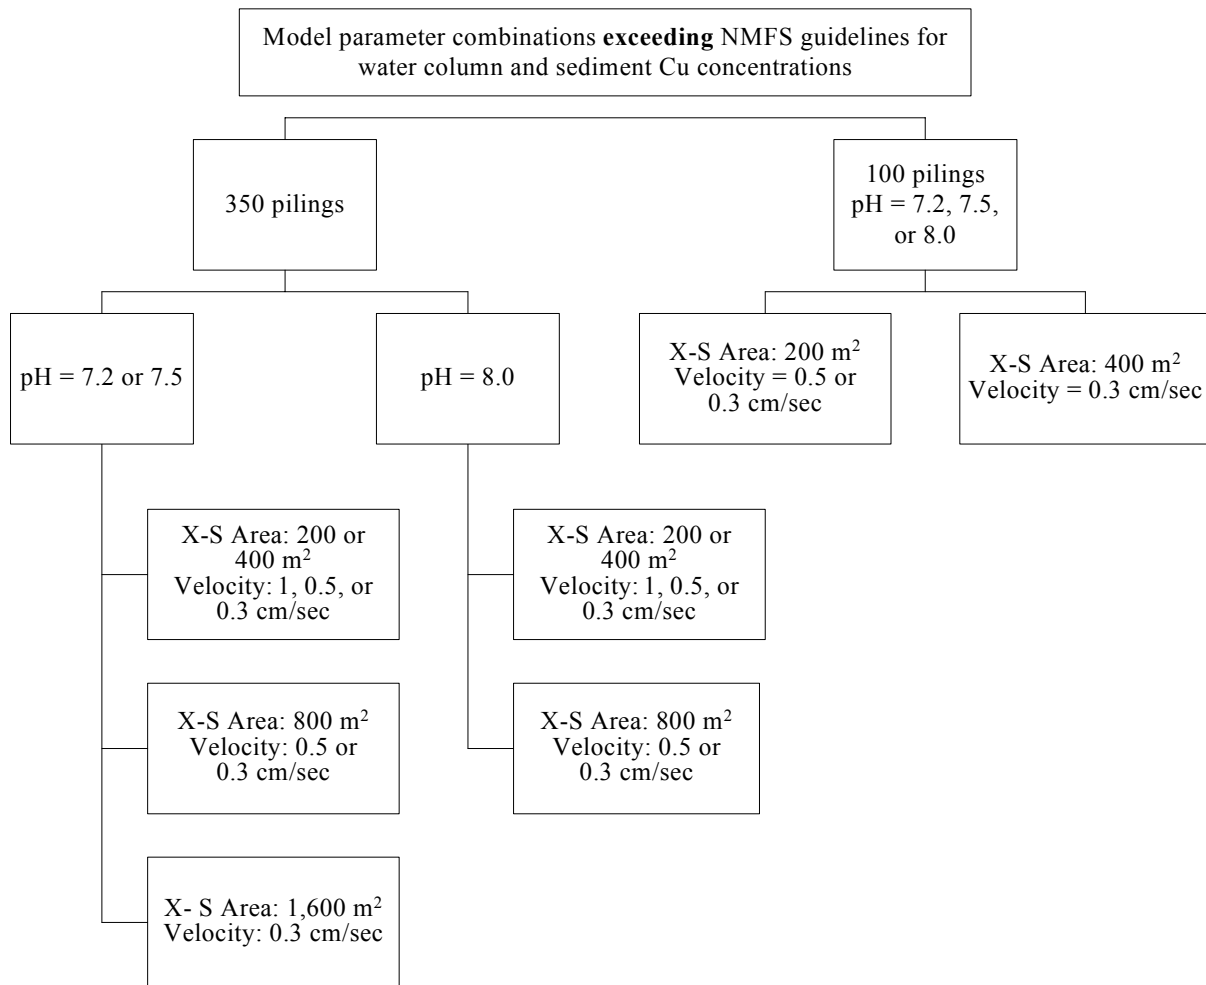 Model parameter combinations exceeding NMFS guidelines for
water column and sediment Cu concentrations
350 pilings
100 pilings
pH = 7.2, 7.5,
or 8.0
pH = 7.2 or 7.5
pH = 8.0
X-S Area: 200 m²
Velocity = 0.5 or
0.3 cm/sec
X-S Area: 400 m²
Velocity = 0.3 cm/sec
X-S Area: 200 or
400 m²
Velocity: 1, 0.5, or
0.3 cm/sec
X-S Area: 200 or
400 m²
Velocity: 1, 0.5, or
0.3 cm/sec
X-S Area: 800 m²
Velocity: 0.5 or
0.3 cm/sec
X-S Area: 800 m²
Velocity: 0.5 or
0.3 cm/sec
X- S Area: 1,600 m²
Velocity: 0.3 cm/sec